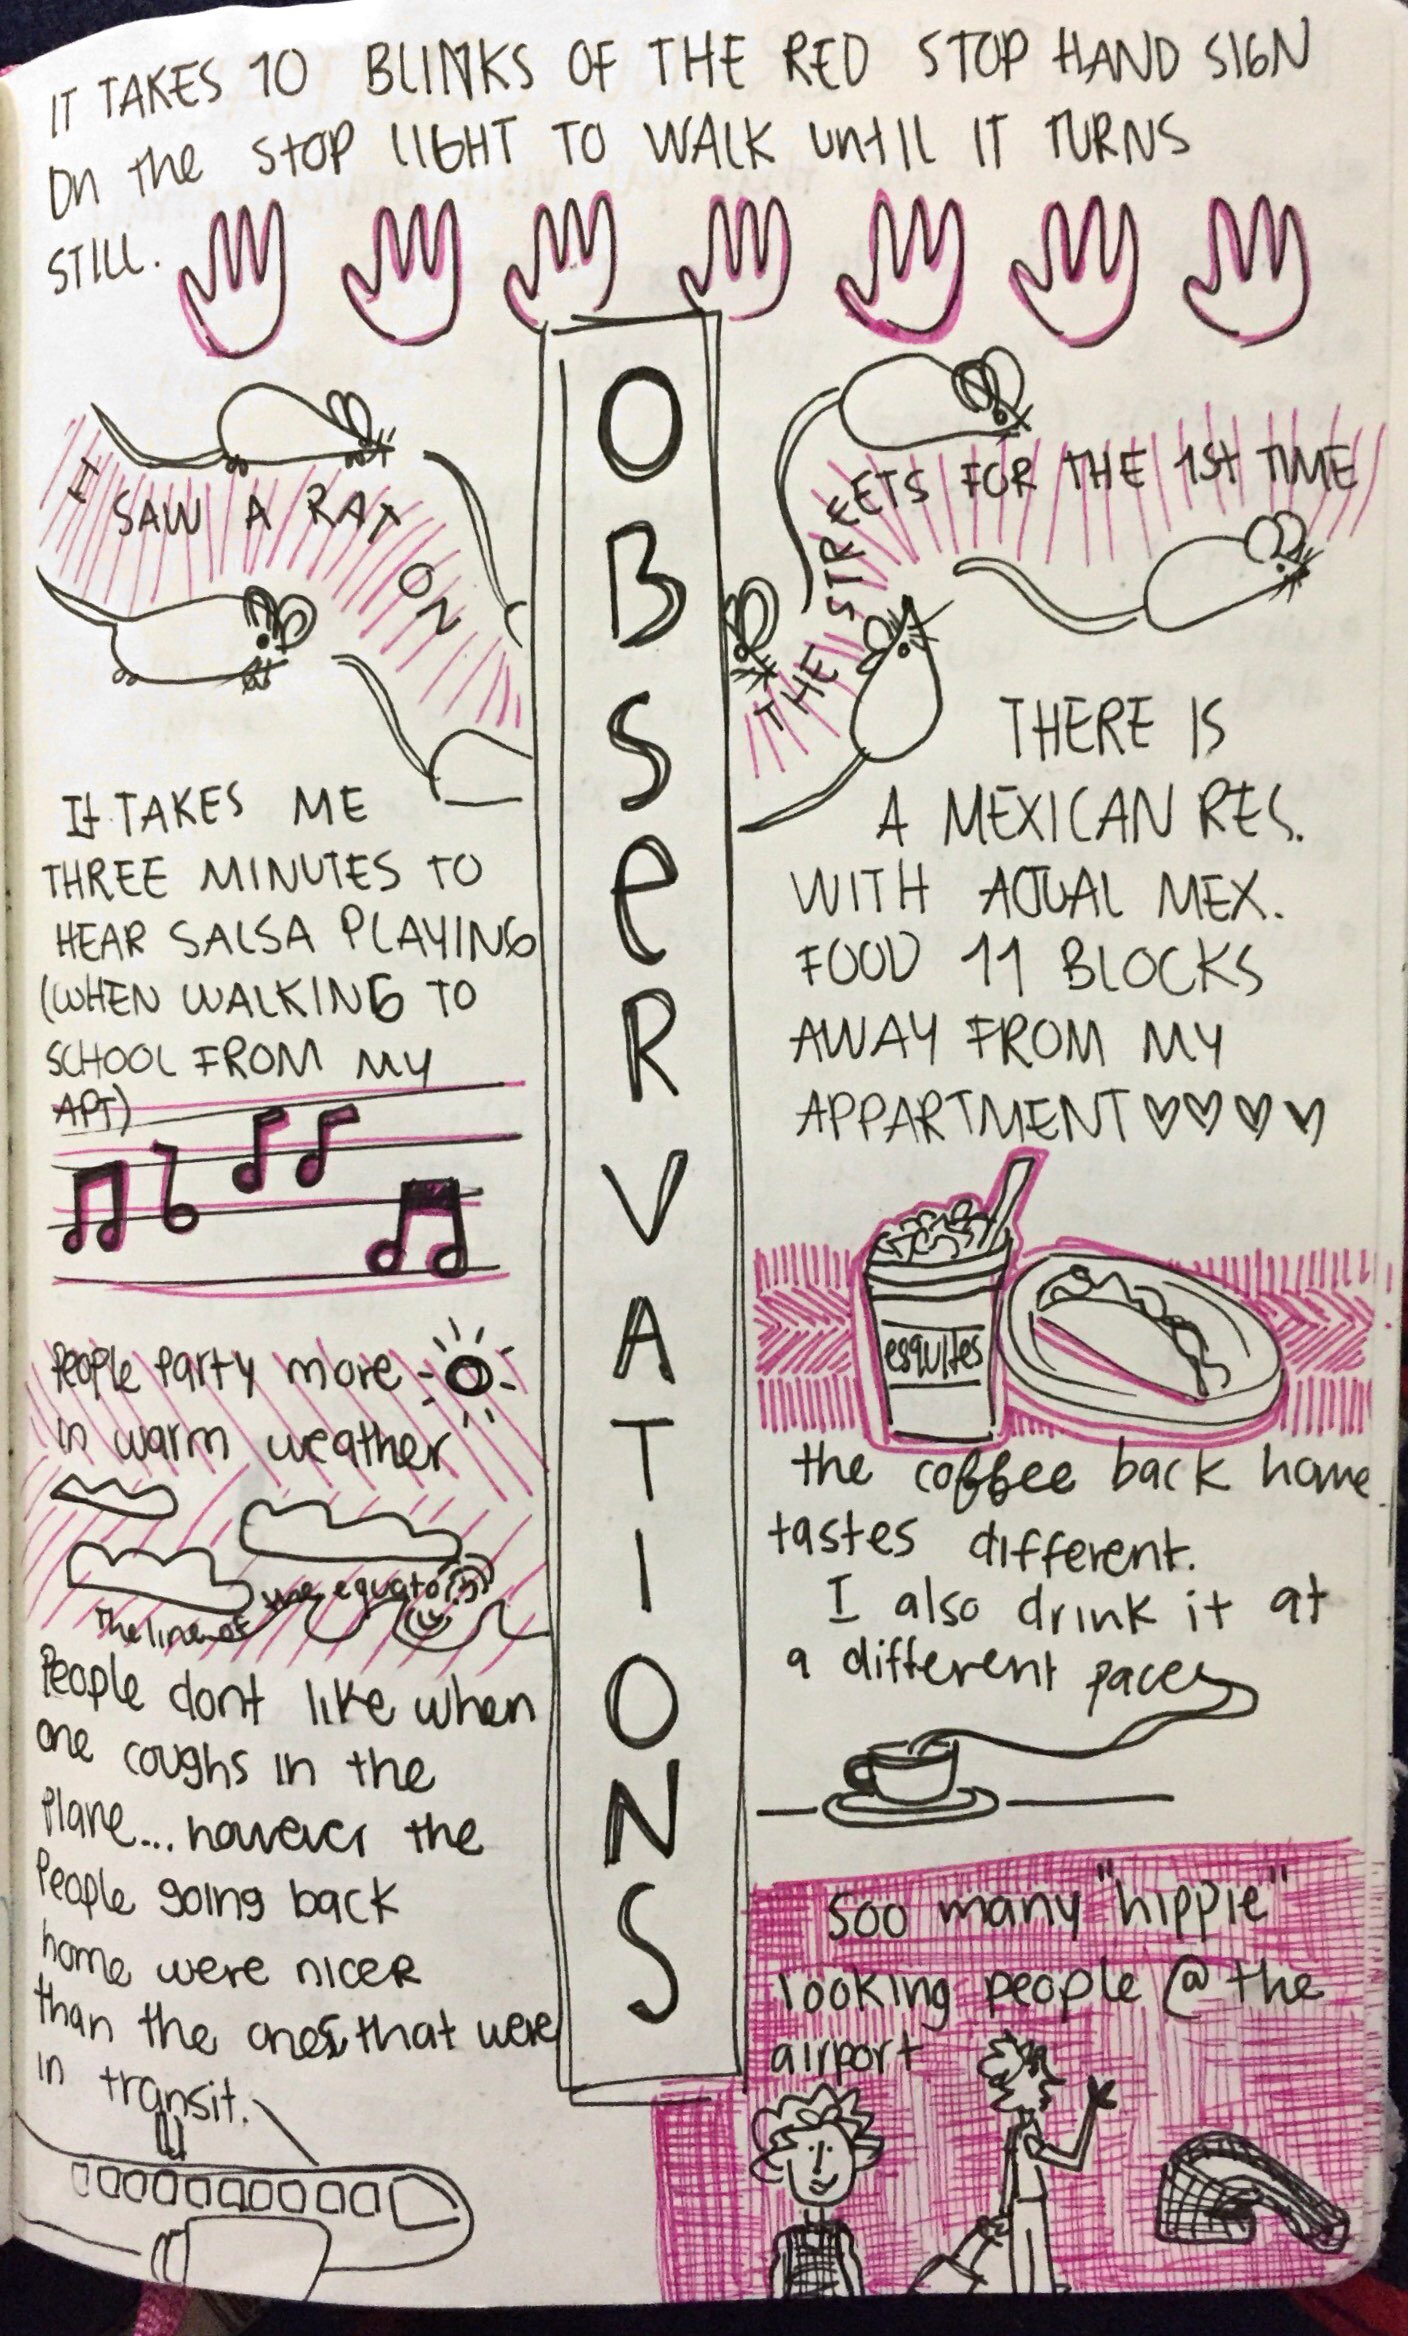 IT TAKES 10 BLINKS OF THE RED STOP HAND SIGN
On the STOP LIGHT TO WALK UntIL IT TURNS
STILL.
I SAW A RAT ON
THE STREETS FOR THE 1st TIME
OBSeRVATIONS
It TAKES ME
THREE MINUTES TO
HEAR SALSA PLAYING
(WHEN WALKING TO
SCHOOL FROM MY
APT)
THERE IS
A MEXICAN RES.
WITH ACTUAL MEX.
FOOD 11 BLOCKS
AWAY FROM MY
APPARTMENT
esquites
People Party more
in warm weather
The line of the equator
the coffee back home
tastes different.
I also drink it at
a different paces
People dont like when
one coughs in the
Plane... however the
People going back
home were nicer
than the ones that were
in transit.
Soo many "hippie"
looking people @ the
airport